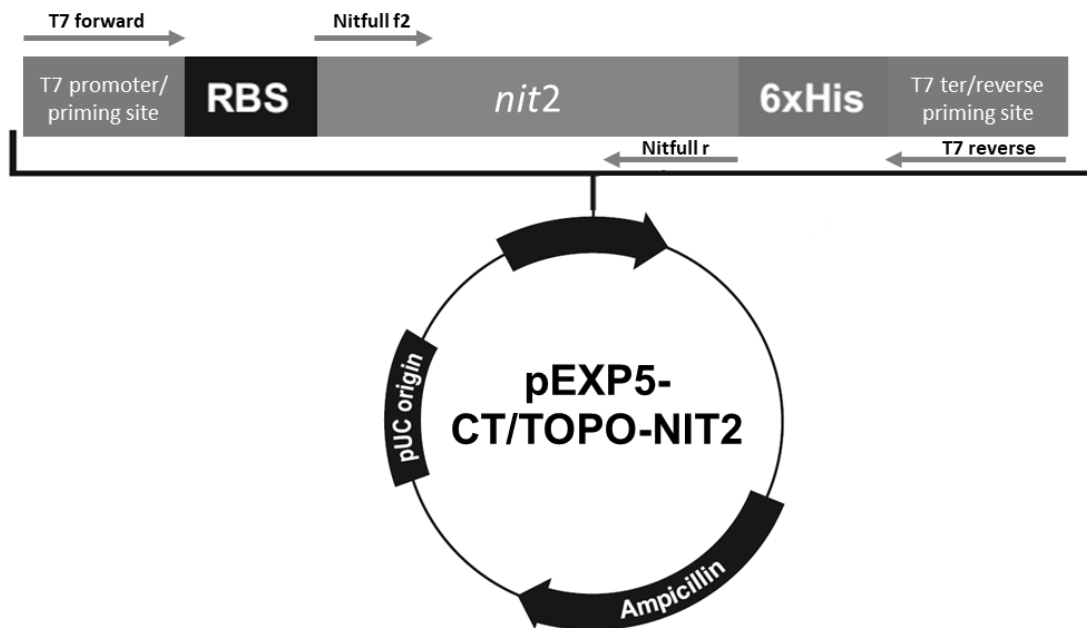 T7 forward
Nitfull f2
T7 promoter/
priming site
RBS
nit2
6xHis
T7 ter/reverse
priming site
Nitfull r
T7 reverse
pUC origin
pEXP5-
CT/TOPO-NIT2
Ampicillin